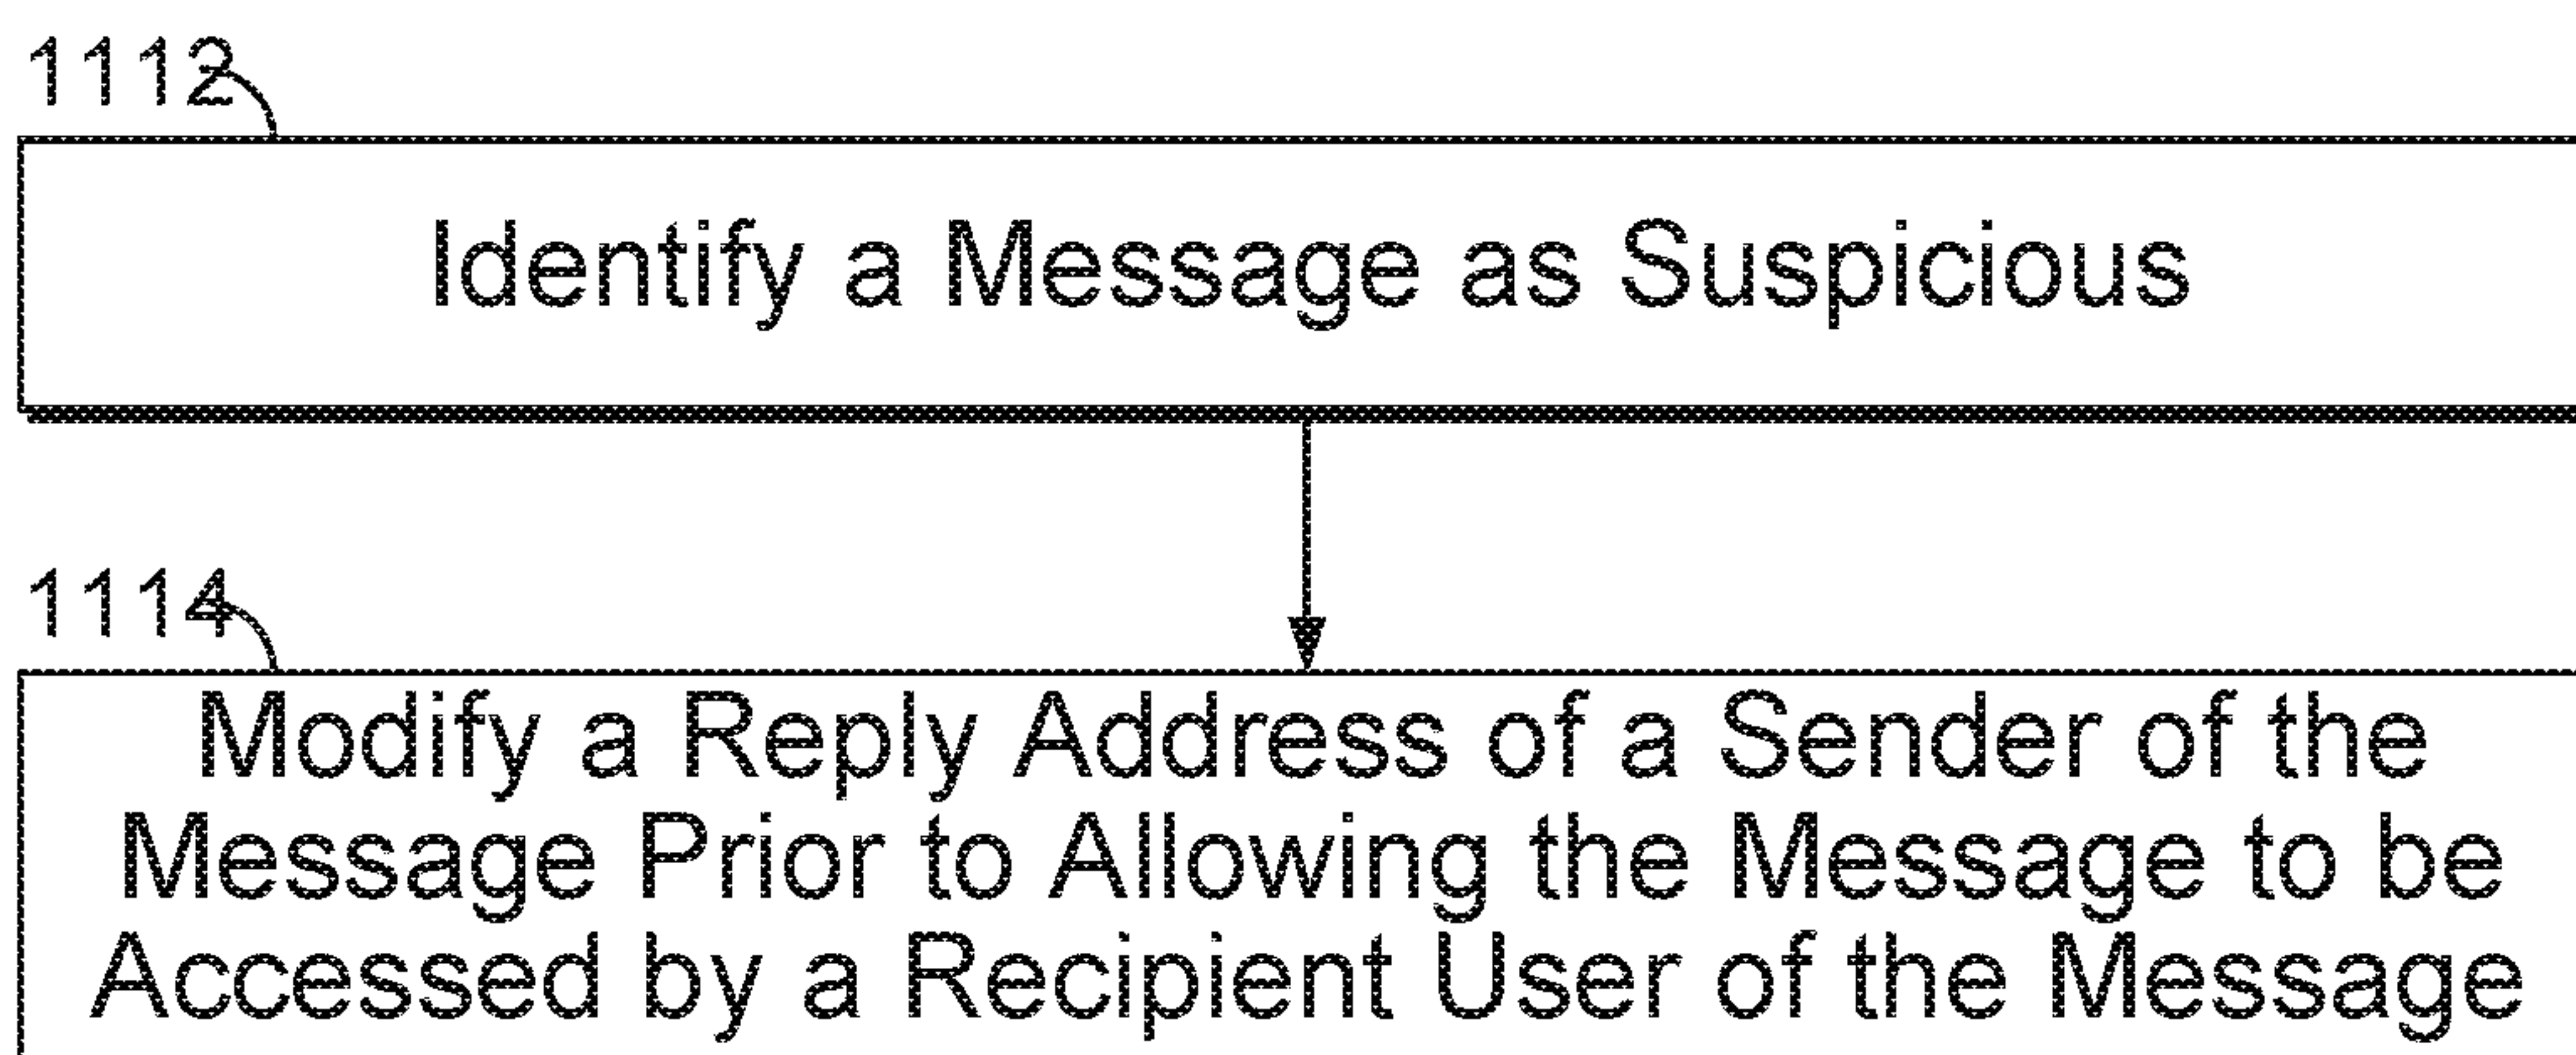 1112
Identify a Message as Suspicious
1114
Modify a Reply Address of a Sender of the
Message Prior to Allowing the Message to be
Accessed by a Recipient User of the Message